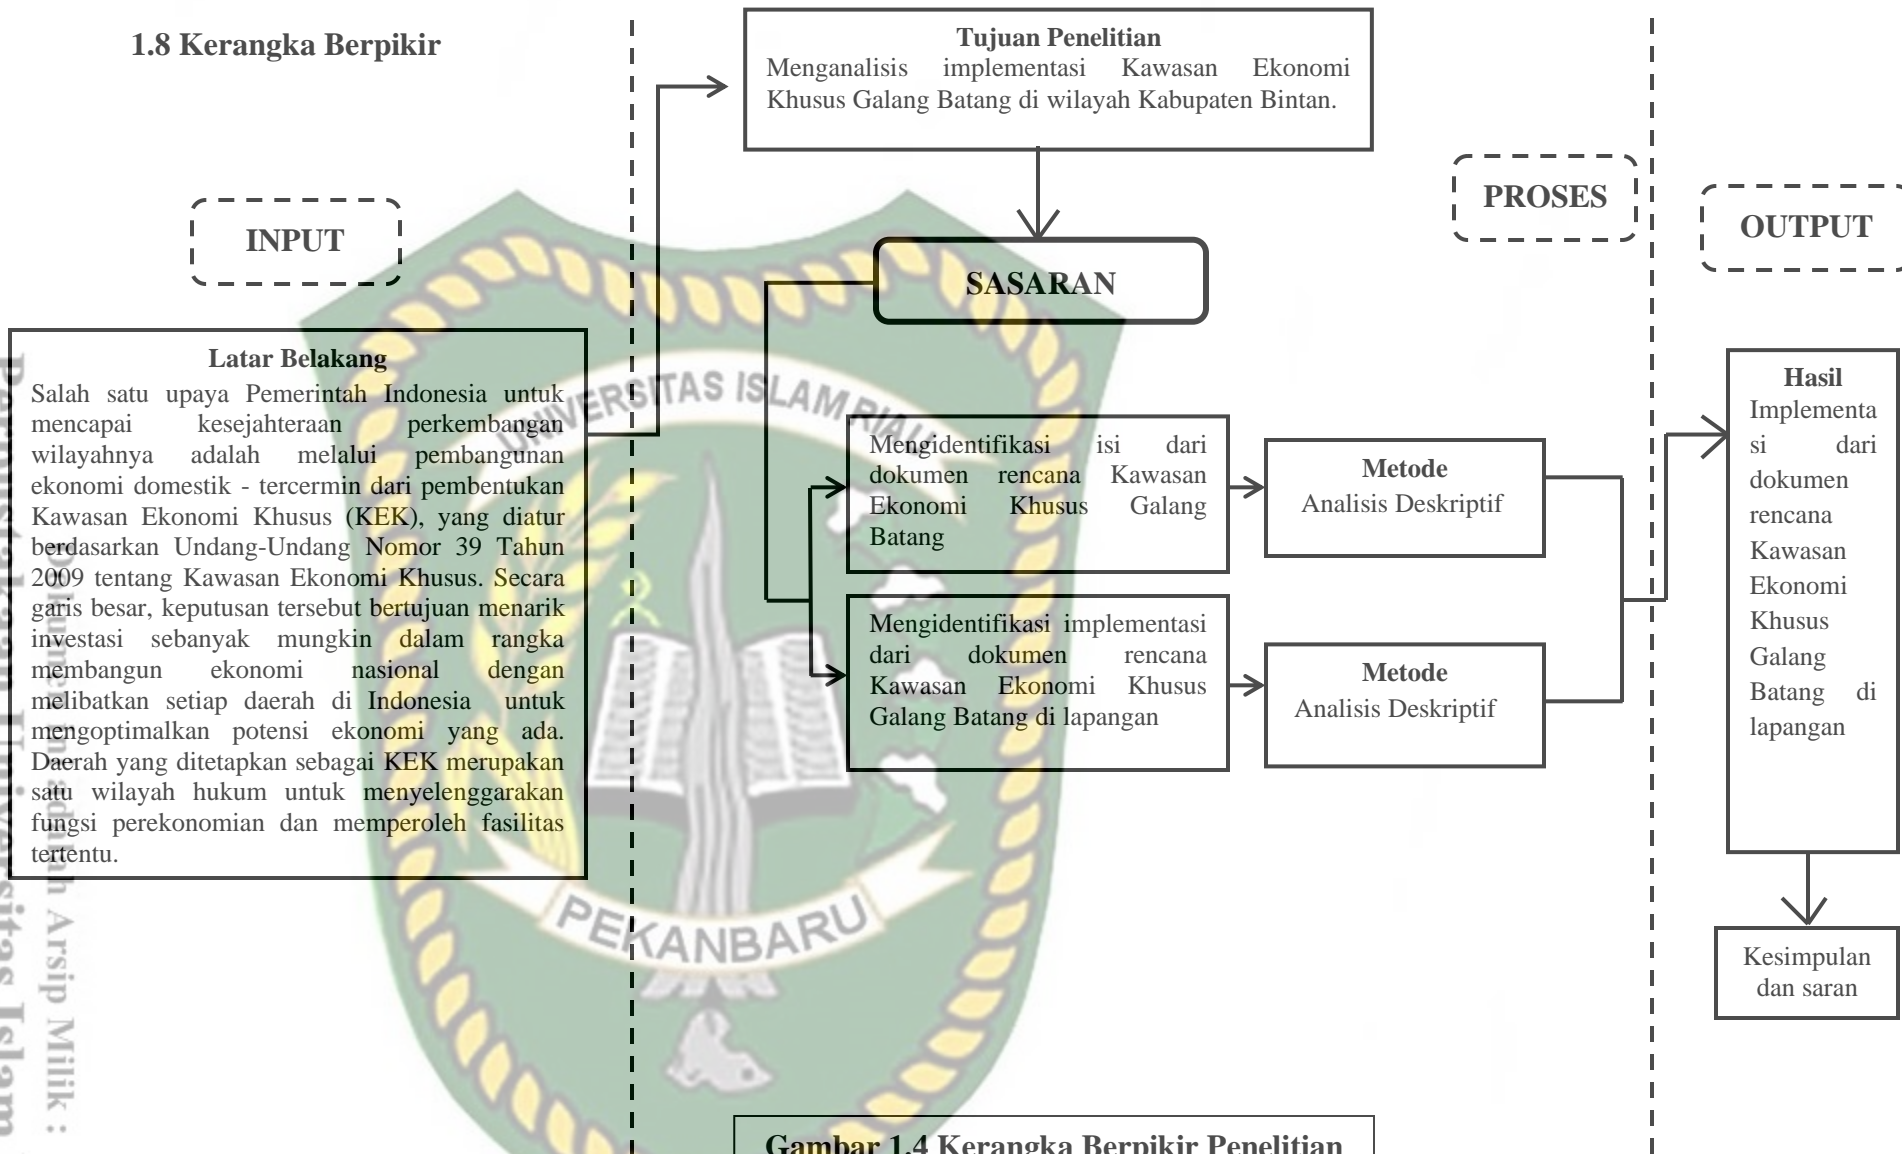 1.8 Kerangka Berpikir
Tujuan Penelitian
Menganalisis implementasi Kawasan Ekonomi
Khusus Galang Batang di wilayah Kabupaten Bintan.
INPUT
PROSES
OUTPUT
SASARAN
Latar Belakang
Salah satu upaya Pemerintah Indonesia untuk
mencapai kesejahteraan perkembangan
wilayahnya adalah melalui pembangunan
ekonomi domestik - tercermin dari pembentukan
Kawasan Ekonomi Khusus (KEK), yang diatur
berdasarkan Undang-Undang Nomor 39 Tahun
2009 tentang Kawasan Ekonomi Khusus. Secara
garis besar, keputusan tersebut bertujuan menarik
investasi sebanyak mungkin dalam rangka
membangun ekonomi nasional dengan
melibatkan setiap daerah di Indonesia untuk
mengoptimalkan potensi ekonomi yang ada.
Daerah yang ditetapkan sebagai KEK merupakan
satu wilayah hukum untuk menyelenggarakan
fungsi perekonomian dan memperoleh fasilitas
tertentu.
Mengidentifikasi isi dari
dokumen rencana Kawasan
Ekonomi Khusus Galang
Batang
Metode
Analisis Deskriptif
Mengidentifikasi implementasi
dari dokumen rencana
Kawasan Ekonomi Khusus
Galang Batang di lapangan
Metode
Analisis Deskriptif
Hasil
Implementa
si dari
dokumen
rencana
Kawasan
Ekonomi
Khusus
Galang
Batang di
lapangan
Kesimpulan
dan saran
Gambar 1.4 Kerangka Berpikir Penelitian
UNIVERSITAS ISLAM RIAU
PEKANBARU
Dokumen ini adalah Arsip Milik :
Perpustakaan Universitas Islam